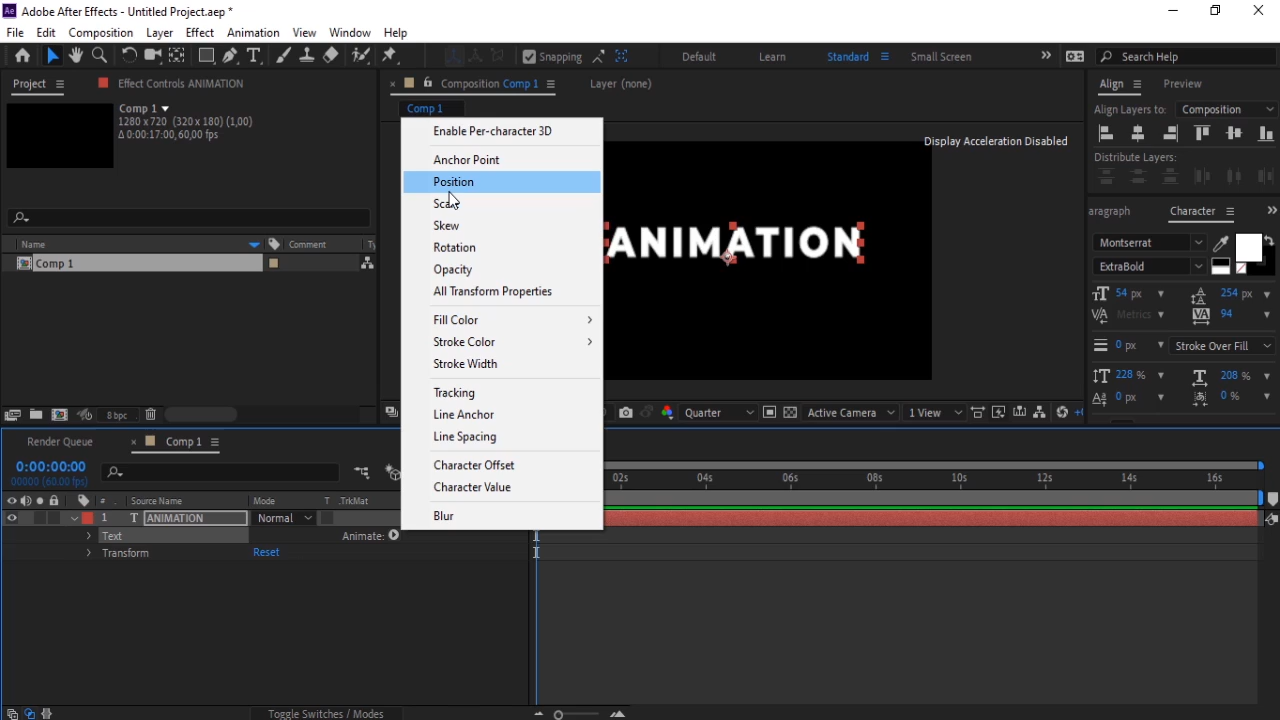 Ae Adobe After Effects - Untitled Project.aep *
File Edit Composition Layer Effect Animation View Window Help
Snapping Default Learn Standard Small Screen Search Help
Project Effect Controls ANIMATION Composition Comp 1 Layer (none) Align Preview
Comp 1
1280 x 720 (320 x 180) (1,00)
Δ 0:00:17:00, 60,00 fps
Comp 1
Align Layers to: Composition
Enable Per-character 3D
Display Acceleration Disabled
Distribute Layers:
Anchor Point
Position
Scale
Skew
Rotation
Opacity
All Transform Properties
Fill Color
Stroke Color
Stroke Width
Tracking
Line Anchor
Line Spacing
Character Offset
Character Value
Blur
ANIMATION
aragraph Character
Montserrat
ExtraBold
54 px 254 px
Metrics 94
0 px Stroke Over Fill
228 % 208 %
0 px 0 %
Name Comment Ty
Comp 1
8 bpc
Quarter Active Camera 1 View
Render Queue Comp 1
0:00:00:00
00000 (60.00 fps)
02s 04s 06s 08s 10s 12s 14s 16s
# Source Name Mode T .TrkMat
1 T ANIMATION Normal
Text Animate:
Transform Reset
Toggle Switches / Modes